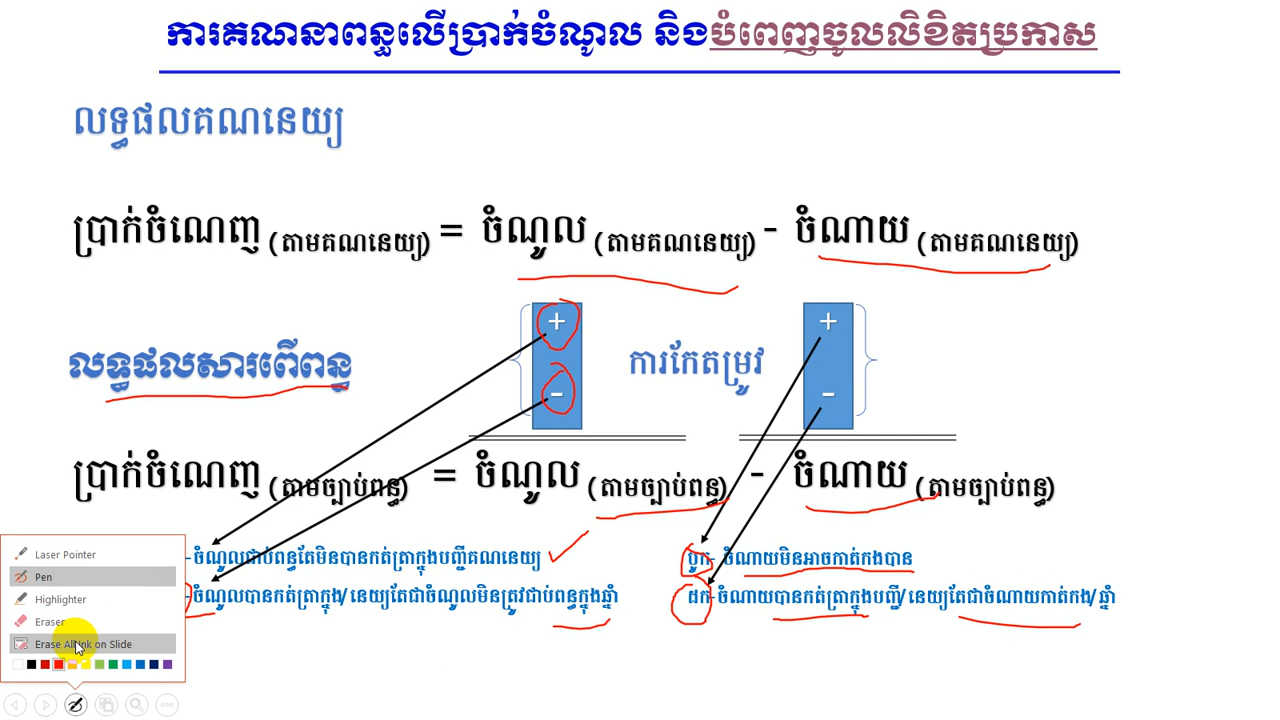 ការគណនាពន្ធលើប្រាក់ចំណូល និងបំពេញចូលលិខិតប្រកាស
លទ្ធផលគណនេយ្យ
ប្រាក់ចំណេញ (តាមគណនេយ្យ) = ចំណូល (តាមគណនេយ្យ) - ចំណាយ (តាមគណនេយ្យ)
+ +
លទ្ធផលសារពើពន្ធ ការកែតម្រូវ
- -
ប្រាក់ចំណេញ (តាមច្បាប់ពន្ធ) = ចំណូល (តាមច្បាប់ពន្ធ) - ចំណាយ (តាមច្បាប់ពន្ធ)
-ចំណូលជាប់ពន្ធតែមិនបានកត់ត្រាក្នុងបញ្ជីគណនេយ្យ
បូក- ចំណាយមិនអាចកាត់កងបាន
-ចំណូលបានកត់ត្រាក្នុង/នេយ្យតែជាចំណូលមិនត្រូវជាប់ពន្ធក្នុងឆ្នាំ
ដក-ចំណាយបានកត់ត្រាក្នុងបញ្ជី/នេយ្យតែជាចំណាយកាត់កង/ឆ្នាំ
Laser Pointer
Pen
Highlighter
Eraser
Erase All Ink on Slide